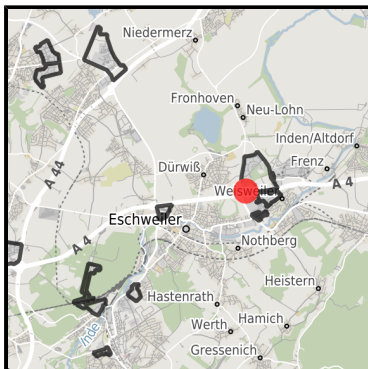 Niedermerz
Fronhoven
Neu-Lohn
Inden/Altdorf
Frenz
Dürwiß
A 44
Weisweiler
A 4
Eschweiler
A 4
Nothberg
Heistern
Hastenrath
Inde
Werth
Hamich
Gressenich